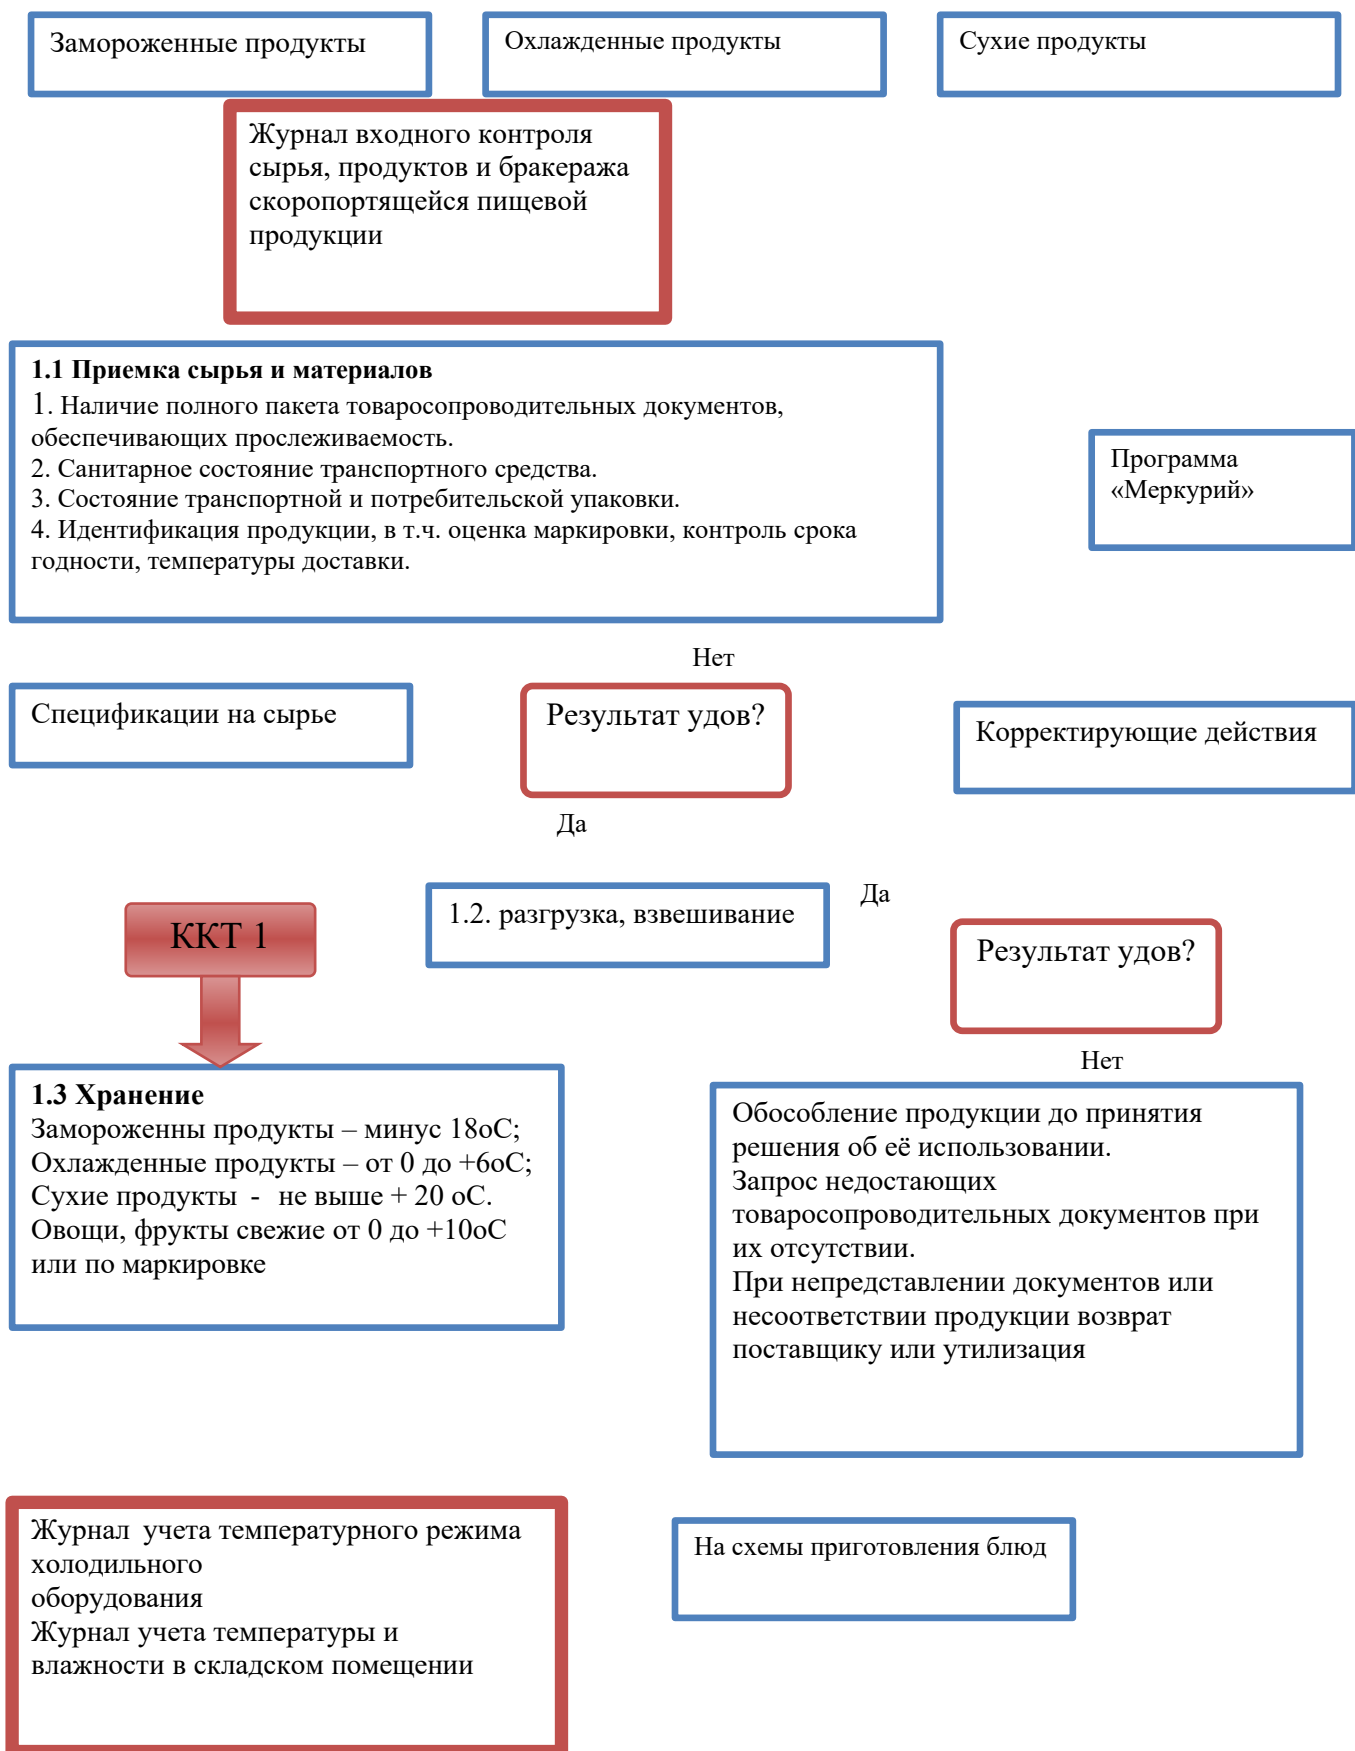 Замороженные продукты
Охлажденные продукты
Сухие продукты
Журнал входного контроля
сырья, продуктов и бракеража
скоропортящейся пищевой
продукции
1.1 Приемка сырья и материалов
1. Наличие полного пакета товаросопроводительных документов,
обеспечивающих прослеживаемость.
2. Санитарное состояние транспортного средства.
3. Состояние транспортной и потребительской упаковки.
4. Идентификация продукции, в т.ч. оценка маркировки, контроль срока
годности, температуры доставки.
Программа
«Меркурий»
Нет
Спецификации на сырье
Результат удов?
Корректирующие действия
Да
1.2. разгрузка, взвешивание
Да
ККТ 1
Результат удов?
Нет
1.3 Хранение
Замороженны продукты – минус 18оС;
Охлажденные продукты – от 0 до +6оС;
Сухие продукты - не выше + 20 оС.
Овощи, фрукты свежие от 0 до +10оС
или по маркировке
Обособление продукции до принятия
решения об её использовании.
Запрос недостающих
товаросопроводительных документов при
их отсутствии.
При непредставлении документов или
несоответствии продукции возврат
поставщику или утилизация
Журнал учета температурного режима
холодильного
оборудования
Журнал учета температуры и
влажности в складском помещении
На схемы приготовления блюд